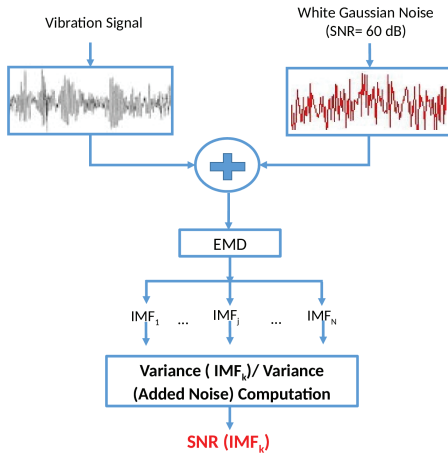 Vibration Signal
White Gaussian Noise
(SNR= 60 dB)
EMD
IMF1 ... IMFj ... IMFN
Variance ( IMFk)/ Variance
(Added Noise) Computation
SNR (IMFk)